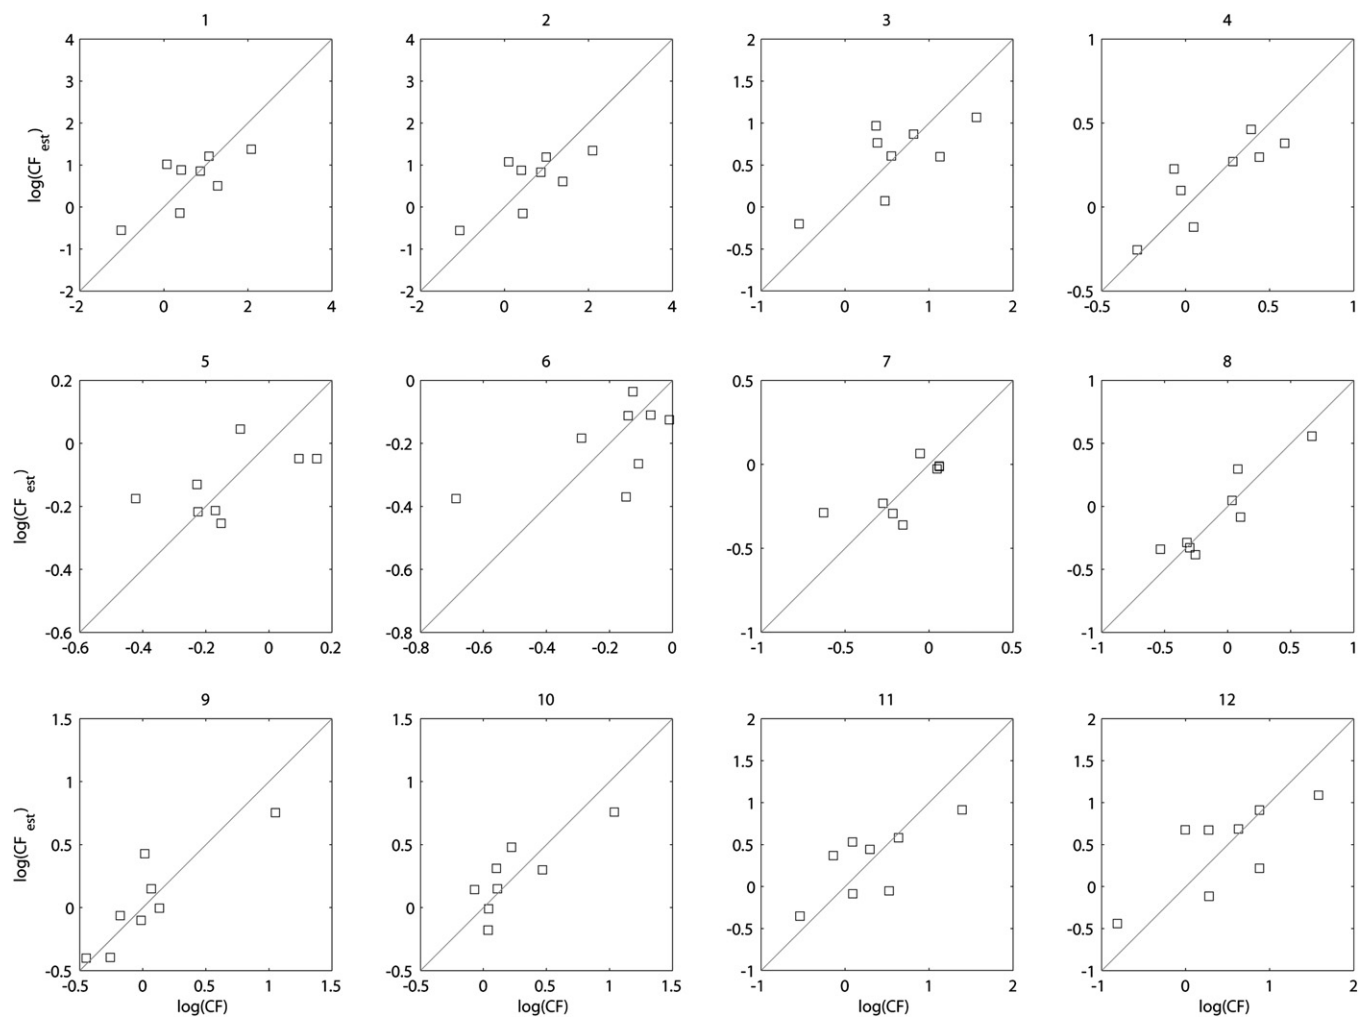 1 2 3 4
4 4 2 1
3 3 1.5
2 2 1 0.5
log(CF est)
1 1 0.5
0 0 0 0
-1 -1 -0.5
-2 -2 -1 -0.5
-2 0 2 4 -2 0 2 4 -1 0 1 2 -0.5 0 0.5 1
5 6 7 8
0.2 0 0.5 1
0 -0.2 0 0.5
log(CF est)
-0.2 -0.4 0
-0.4 -0.6 -0.5 -0.5
-0.6 -0.8 -1 -1
-0.6 -0.4 -0.2 0 0.2 -0.8 -0.6 -0.4 -0.2 0 -1 -0.5 0 0.5 -1 -0.5 0 0.5 1
9 10 11 12
1.5 1.5 2 2
1.5 1.5
1 1 1 1
log(CF est)
0.5 0.5 0.5 0.5
0 0 0 0
-0.5 -0.5
-0.5 -0.5 -1 -1
-0.5 0 0.5 1 1.5 -0.5 0 0.5 1 1.5 -1 0 1 2 -1 0 1 2
log(CF) log(CF) log(CF) log(CF)